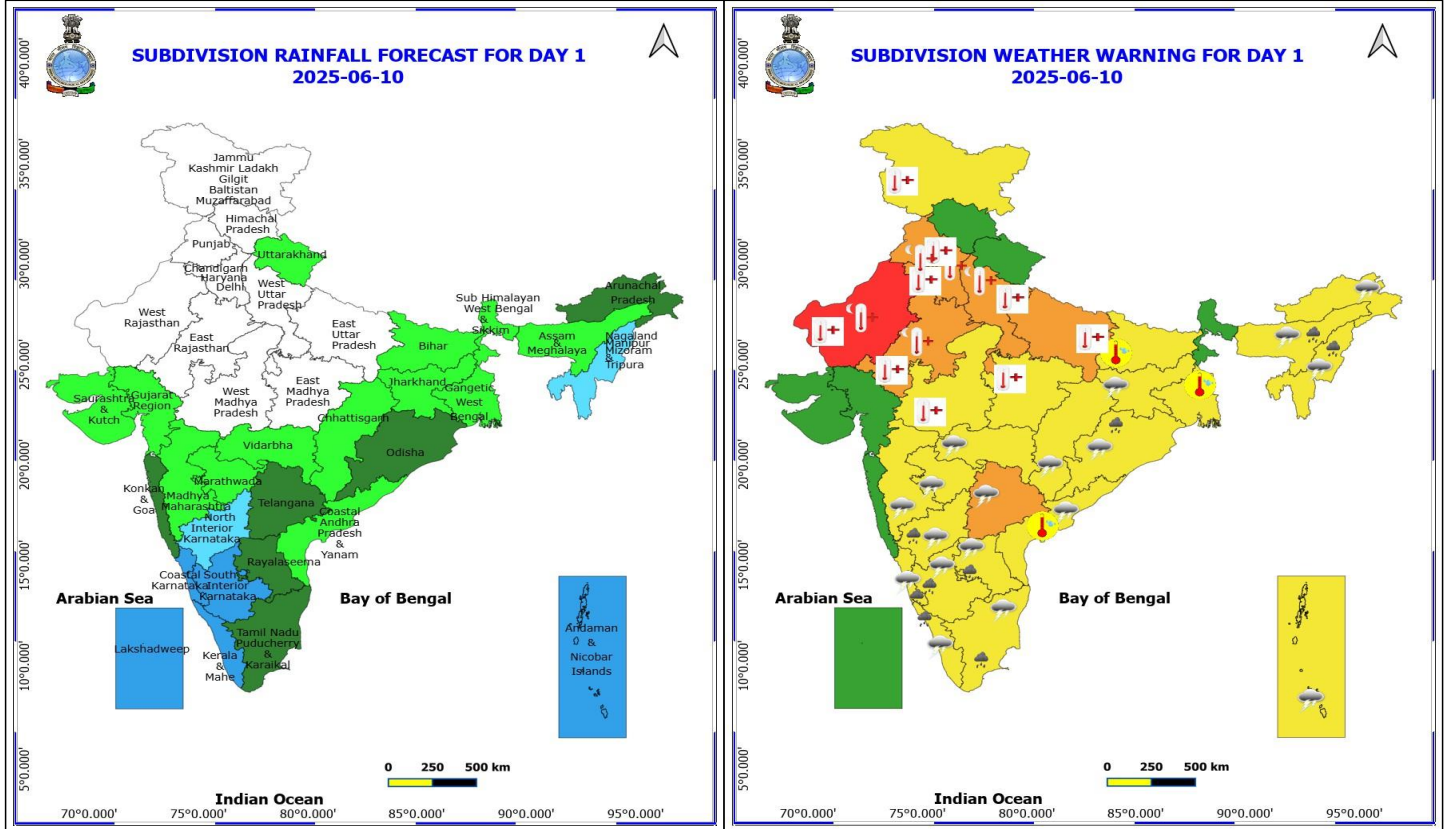 SUBDIVISION RAINFALL FORECAST FOR DAY 1
2025-06-10
40°0.000'
35°0.000'
30°0.000'
25°0.000'
20°0.000'
15°0.000'
10°0.000'
5°0.000'
Jammu
Kashmir Ladakh
Gilgit
Baltistan
Muzaffarabad
Himachal
Pradesh
Punjab
Chandigarh
Haryana
Delhi
Uttarakhand
West
Uttar
Pradesh
West
Rajasthan
East
Rajasthan
East
Uttar
Pradesh
Sub Himalayan
West Bengal
&
Sikkim
Arunachal
Pradesh
Assam
&
Meghalaya
Nagaland
Manipur
Mizoram
&
Tripura
Bihar
Jharkhand
Gangetic
West
Bengal
Saurashtra
&
Kutch
Gujarat
Region
West
Madhya
Pradesh
East
Madhya
Pradesh
Chhattisgarh
Vidarbha
Odisha
Konkan
&
Goa
Marathwada
Madhya
Maharashtra
Telangana
North
Interior
Karnataka
Coastal
Andhra
Pradesh
&
Yanam
Rayalaseema
Coastal
Karnataka
South
Interior
Karnataka
Arabian Sea
Bay of Bengal
Lakshadweep
Kerala
&
Mahe
Tamil Nadu
Puducherry
&
Karaikal
Andaman
&
Nicobar
Islands
0 250 500 km
Indian Ocean
70°0.000' 75°0.000' 80°0.000' 85°0.000' 90°0.000' 95°0.000'
SUBDIVISION WEATHER WARNING FOR DAY 1
2025-06-10
40°0.000'
35°0.000'
30°0.000'
25°0.000'
20°0.000'
15°0.000'
10°0.000'
5°0.000'
Arabian Sea
Bay of Bengal
0 250 500 km
Indian Ocean
70°0.000' 75°0.000' 80°0.000' 85°0.000' 90°0.000' 95°0.000'